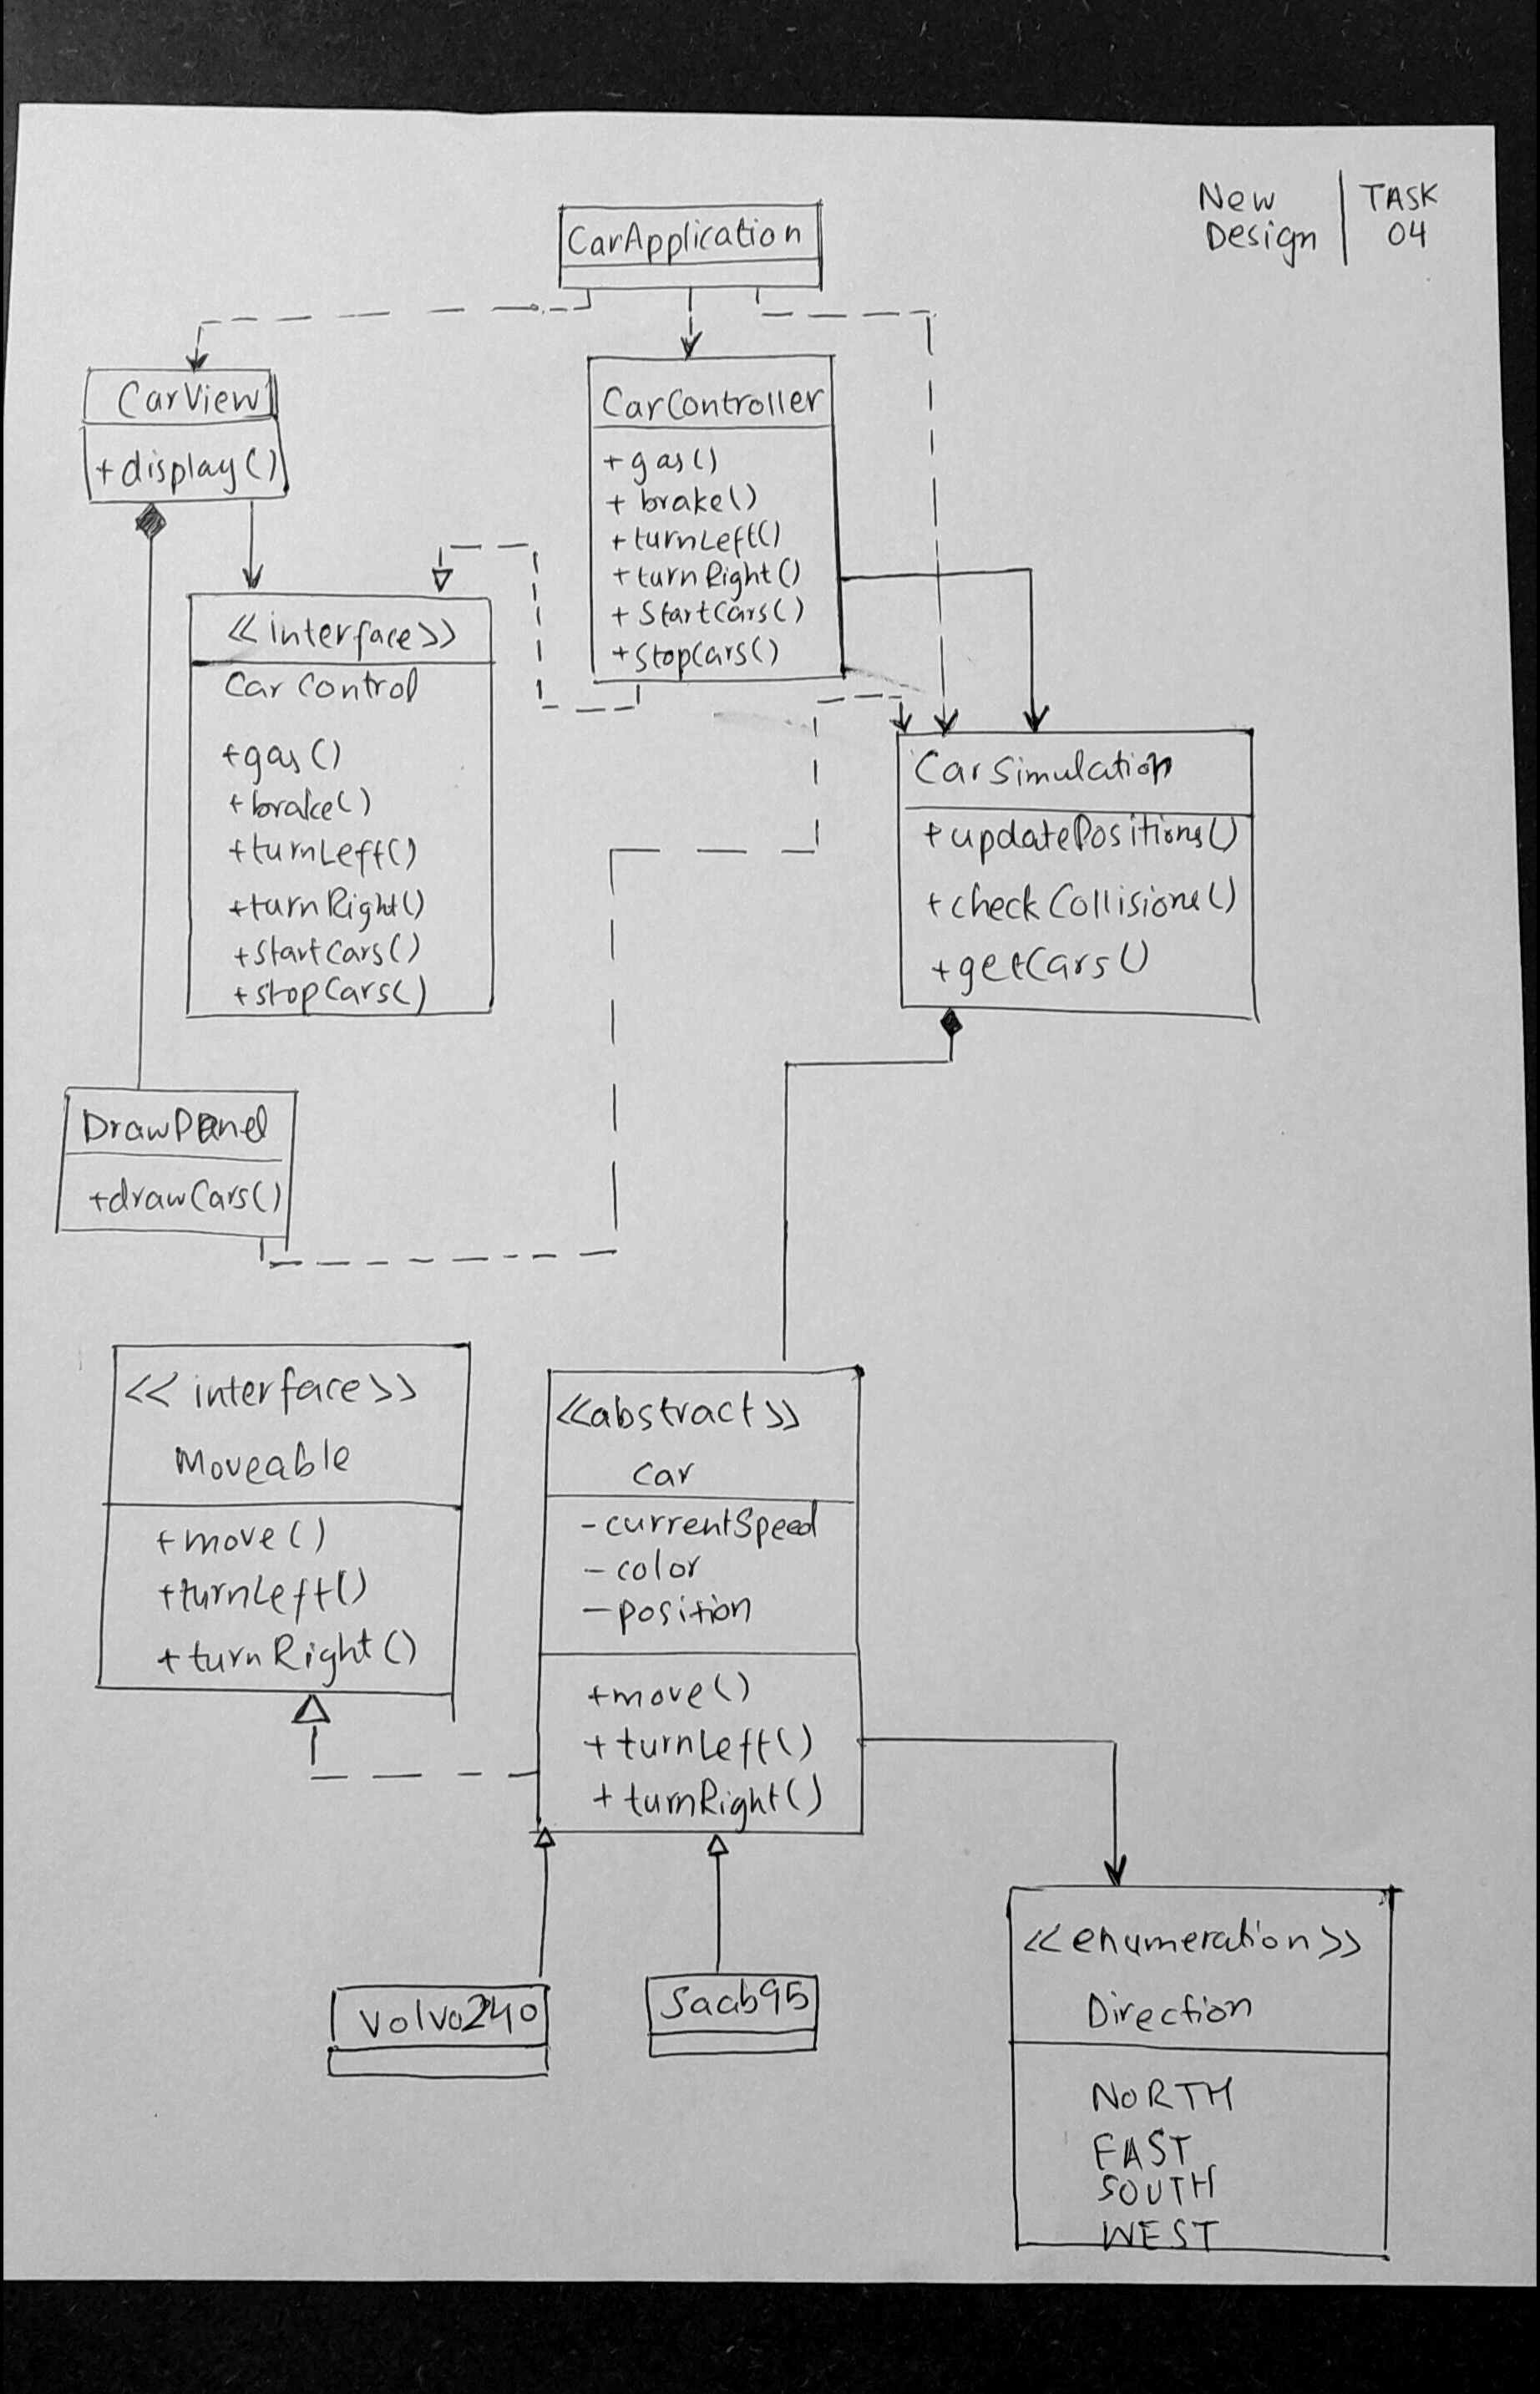 New | TASK
Design | 04
CarApplication
CarView
+display()
CarController
+gas()
+ brake()
+turnLeft()
+turnRight()
+ StartCars()
+StopCars()
<<interface>>
Car Control
+gas()
+brake()
+turnLeft()
+turnRight()
+StartCars()
+stopCars()
CarSimulation
+updatePositions()
+check Collisions()
+getCars()
DrawPanel
+drawCars()
<< interface>>
Moveable
+move()
+turnLeft()
+turnRight()
<<abstract>>
Car
-currentSpeed
-color
-position
+move()
+turnLeft()
+turnRight()
Volvo240
Saab95
<<enumeration>>
Direction
NORTH
EAST
SOUTH
WEST